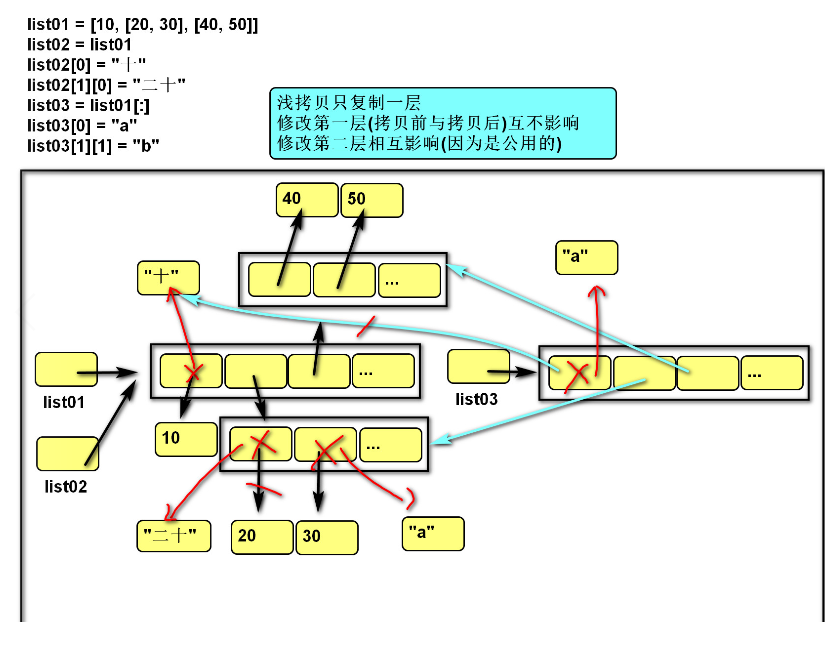 list01 = [10, [20, 30], [40, 50]]
list02 = list01
list02[0] = "十"
list02[1][0] = "二十"
list03 = list01[:]
list03[0] = "a"
list03[1][1] = "b"
浅拷贝只复制一层
修改第一层(拷贝前与拷贝后)互不影响
修改第二层相互影响(因为是公用的)
40
50
"a"
"十"
...
...
...
list01
list03
10
...
list02
"二十"
20
30
"a"